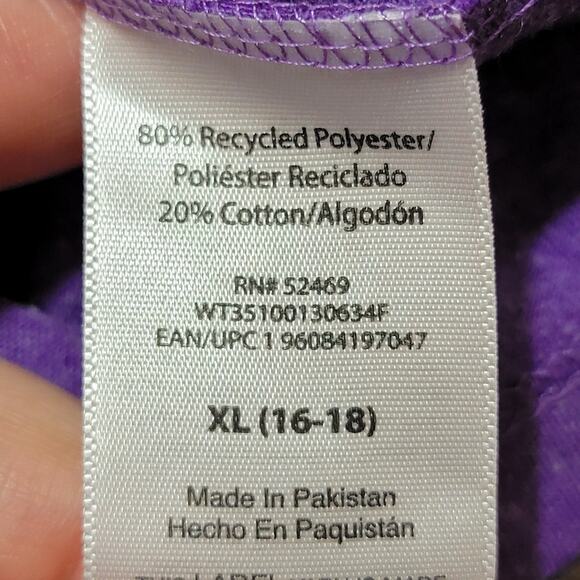 80% Recycled Polyester/
Poliéster Reciclado
20% Cotton/Algodón
RN# 52469
WT35100130634F
EAN/UPC 1 96084197047
XL (16-18)
Made In Pakistan
Hecho En Paquistán